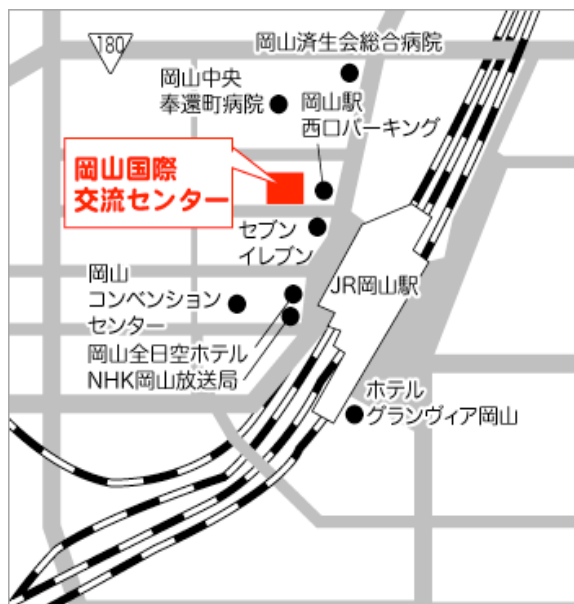 180
岡山済生会総合病院
岡山中央
奉還町病院
岡山駅
西口パーキング
岡山国際
交流センター
セブン
イレブン
JR岡山駅
岡山
コンベンション
センター
岡山全日空ホテル
NHK岡山放送局
ホテル
グランヴィア岡山